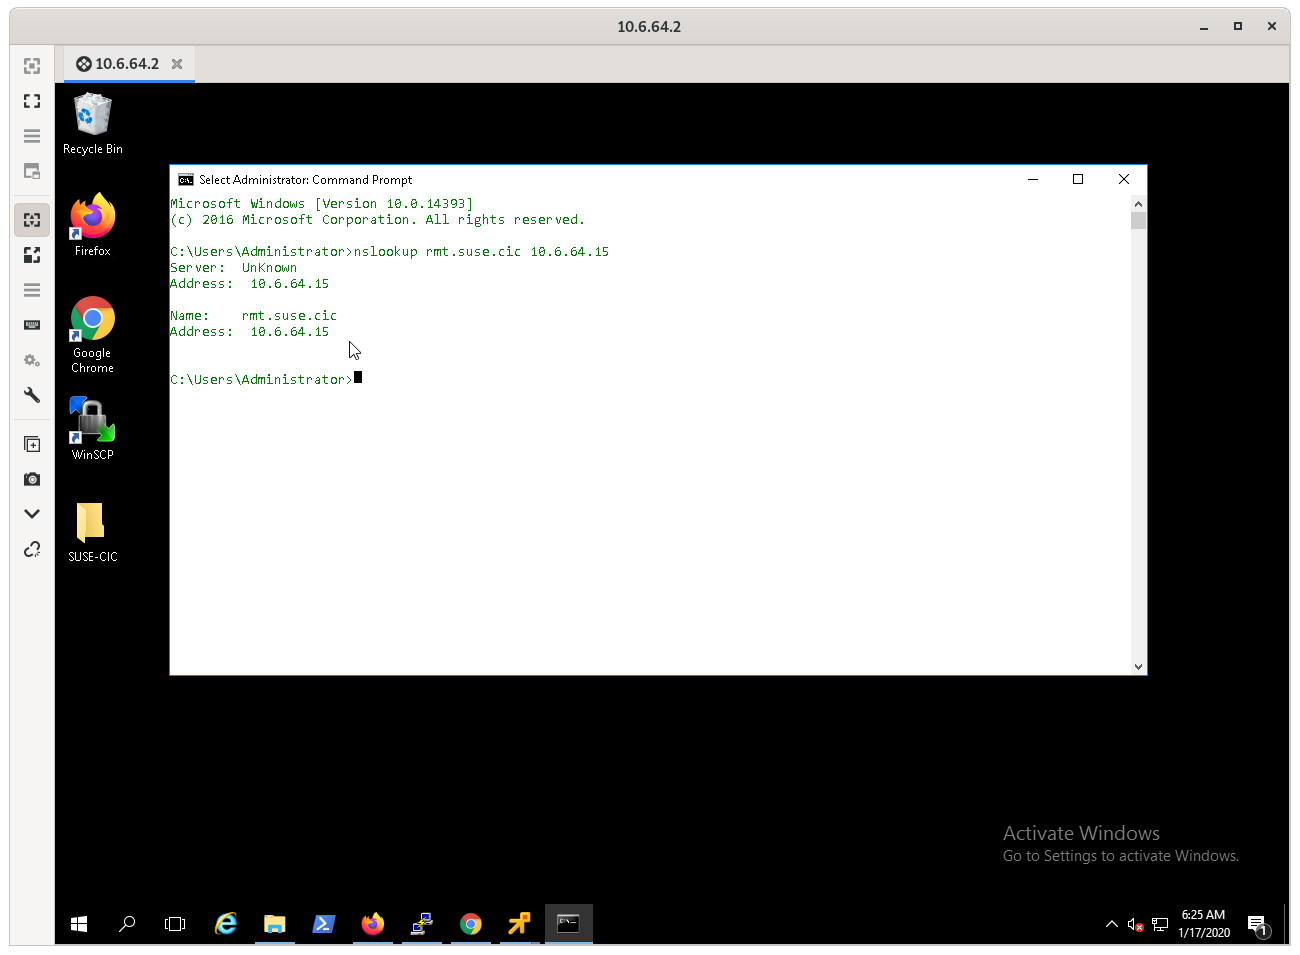 10.6.64.2
10.6.64.2
Recycle Bin
Firefox
Google
Chrome
WinSCP
SUSE-CIC
Select Administrator: Command Prompt
Microsoft Windows [Version 10.0.14393]
(c) 2016 Microsoft Corporation. All rights reserved.
C:\Users\Administrator>nslookup rmt.suse.cic 10.6.64.15
Server:  UnKnown
Address:  10.6.64.15
Name:    rmt.suse.cic
Address:  10.6.64.15
C:\Users\Administrator>
Activate Windows
Go to Settings to activate Windows.
6:25 AM
1/17/2020
1